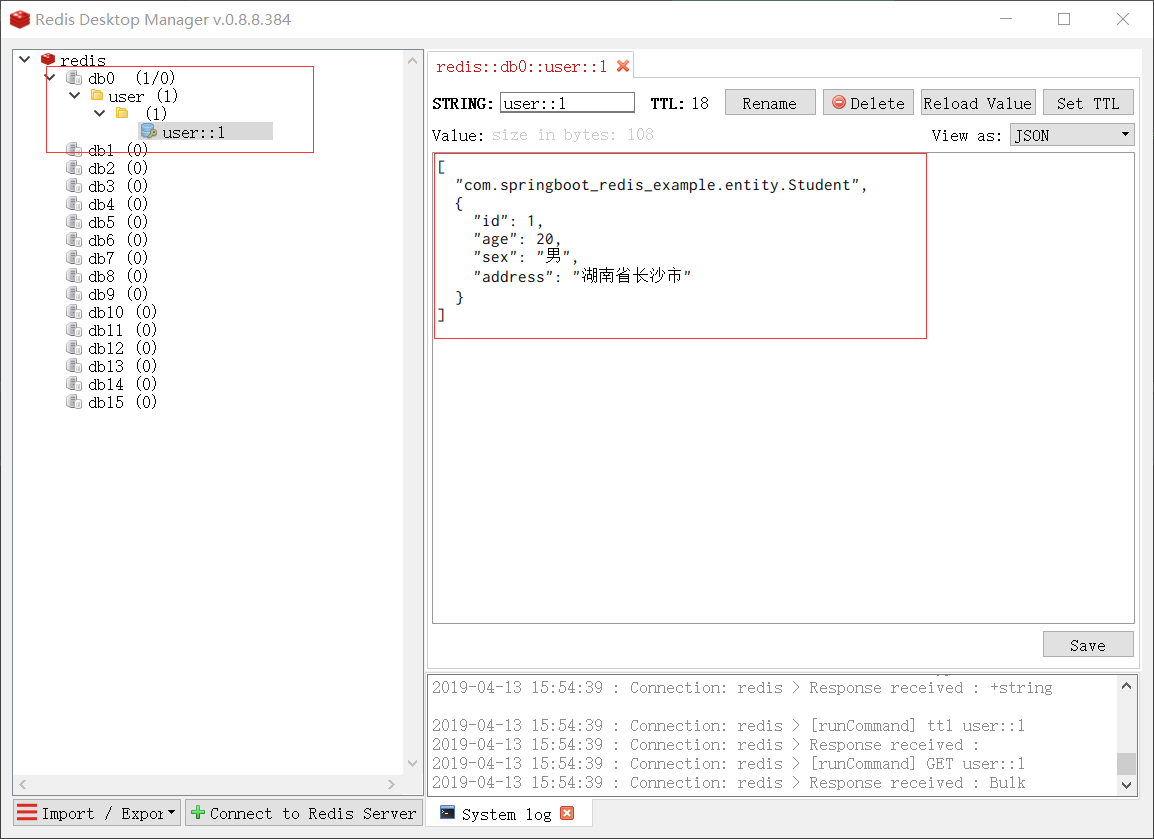 Redis Desktop Manager v.0.8.8.384
redis
db0 (1/0)
user (1)
(1)
user::1
db1 (0)
db2 (0)
db3 (0)
db4 (0)
db5 (0)
db6 (0)
db7 (0)
db8 (0)
db9 (0)
db10 (0)
db11 (0)
db12 (0)
db13 (0)
db14 (0)
db15 (0)
Import / Expor
Connect to Redis Server
redis::db0::user::1
STRING: user::1 TTL: 18 Rename Delete Reload Value Set TTL
Value: size in bytes: 108 View as: JSON
[
"com.springboot_redis_example.entity.Student",
{
"id": 1,
"age": 20,
"sex": "男",
"address": "湖南省长沙市"
}
]
Save
2019-04-13 15:54:39 : Connection: redis > Response received : +string
2019-04-13 15:54:39 : Connection: redis > [runCommand] ttl user::1
2019-04-13 15:54:39 : Connection: redis > Response received :
2019-04-13 15:54:39 : Connection: redis > [runCommand] GET user::1
2019-04-13 15:54:39 : Connection: redis > Response received : Bulk
System log